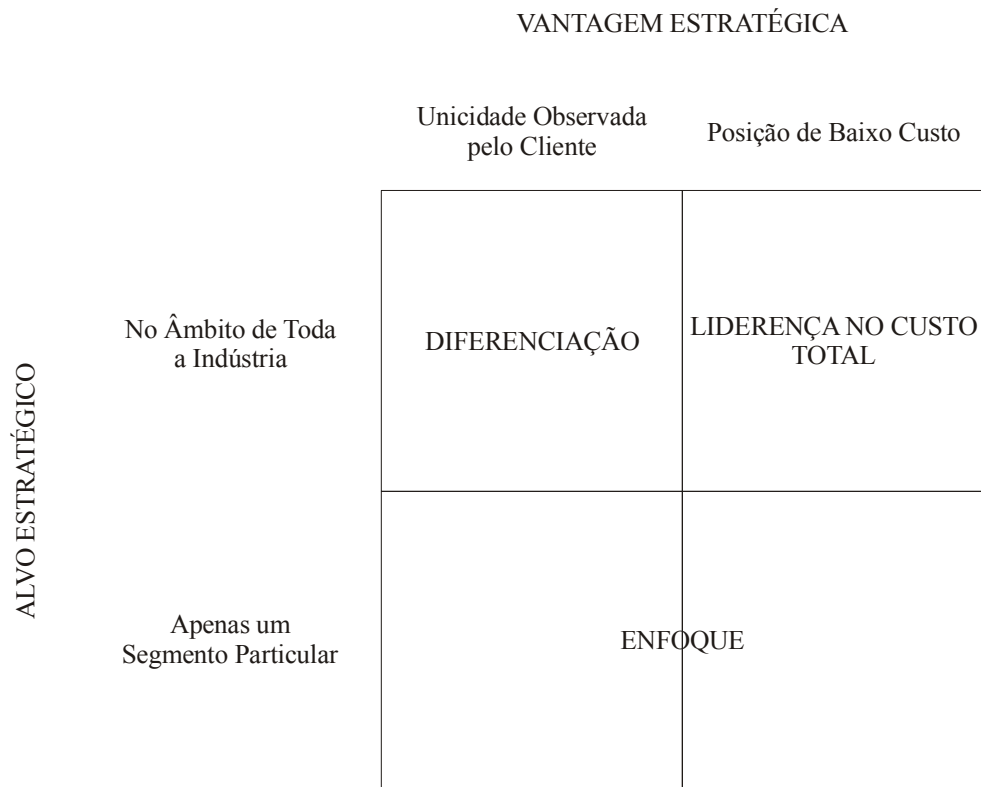 VANTAGEM ESTRATÉGICA
Unicidade Observada
pelo Cliente
Posição de Baixo Custo
ALVO ESTRATÉGICO
No Âmbito de Toda
a Indústria
DIFERENCIAÇÃO
LIDERENÇA NO CUSTO
TOTAL
Apenas um
Segmento Particular
ENFOQUE